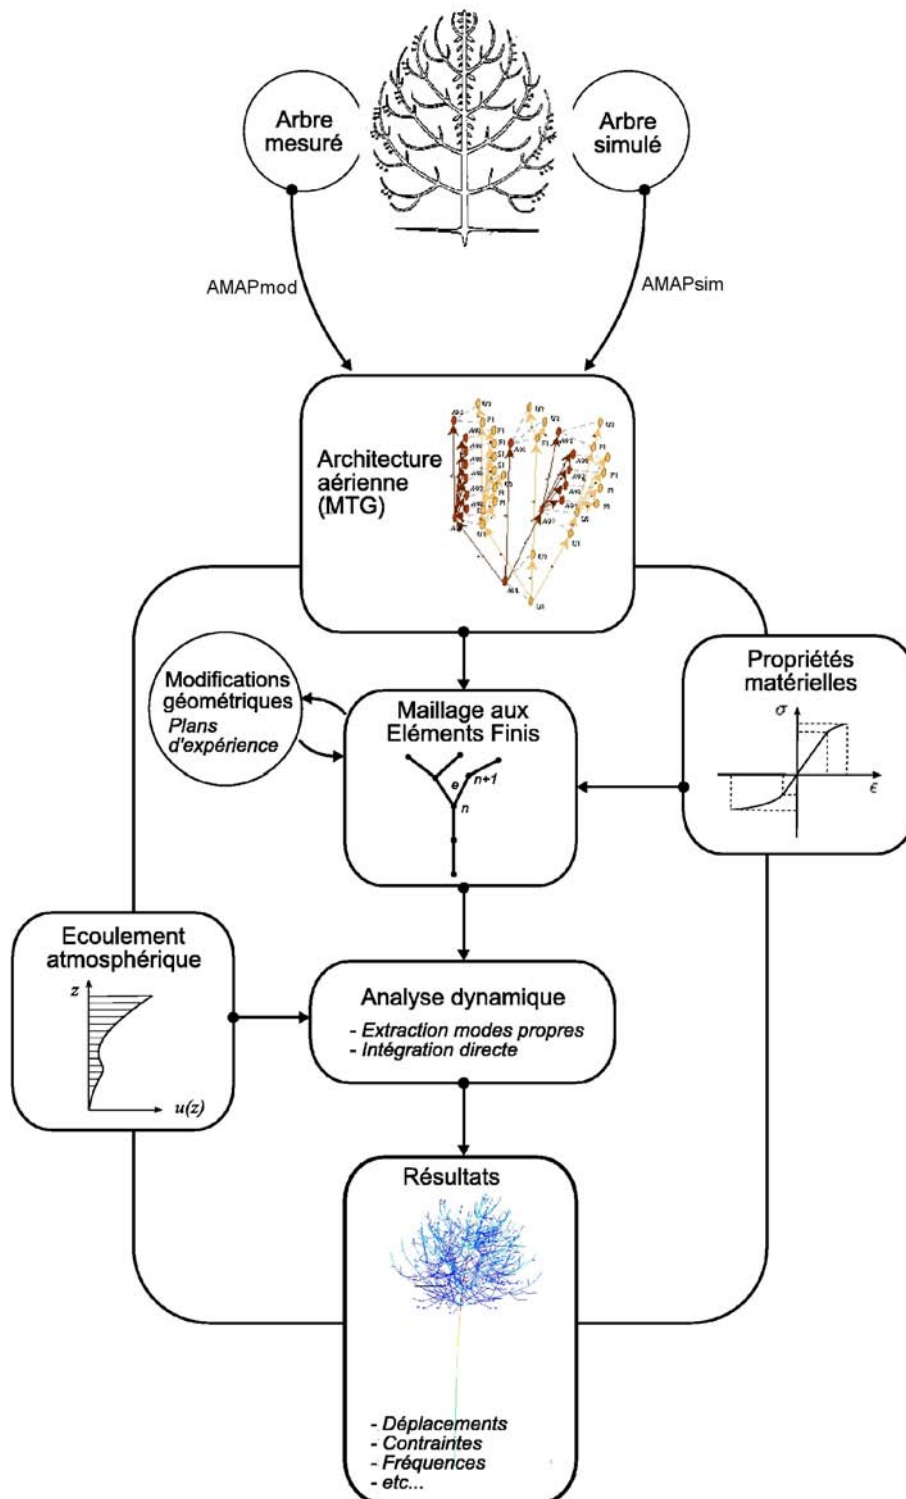 Arbre
mesuré
Arbre
simulé
AMAPmod
AMAPsim
Architecture
aérienne
(MTG)
Modifications
géométriques
Plans
d'expérience
Maillage aux
Eléments Finis
e
n+1
n
Propriétés
matérielles
σ
ϵ
Ecoulement
atmosphérique
z
u(z)
Analyse dynamique
- Extraction modes propres
- Intégration directe
Résultats
- Déplacements
- Contraintes
- Fréquences
- etc...